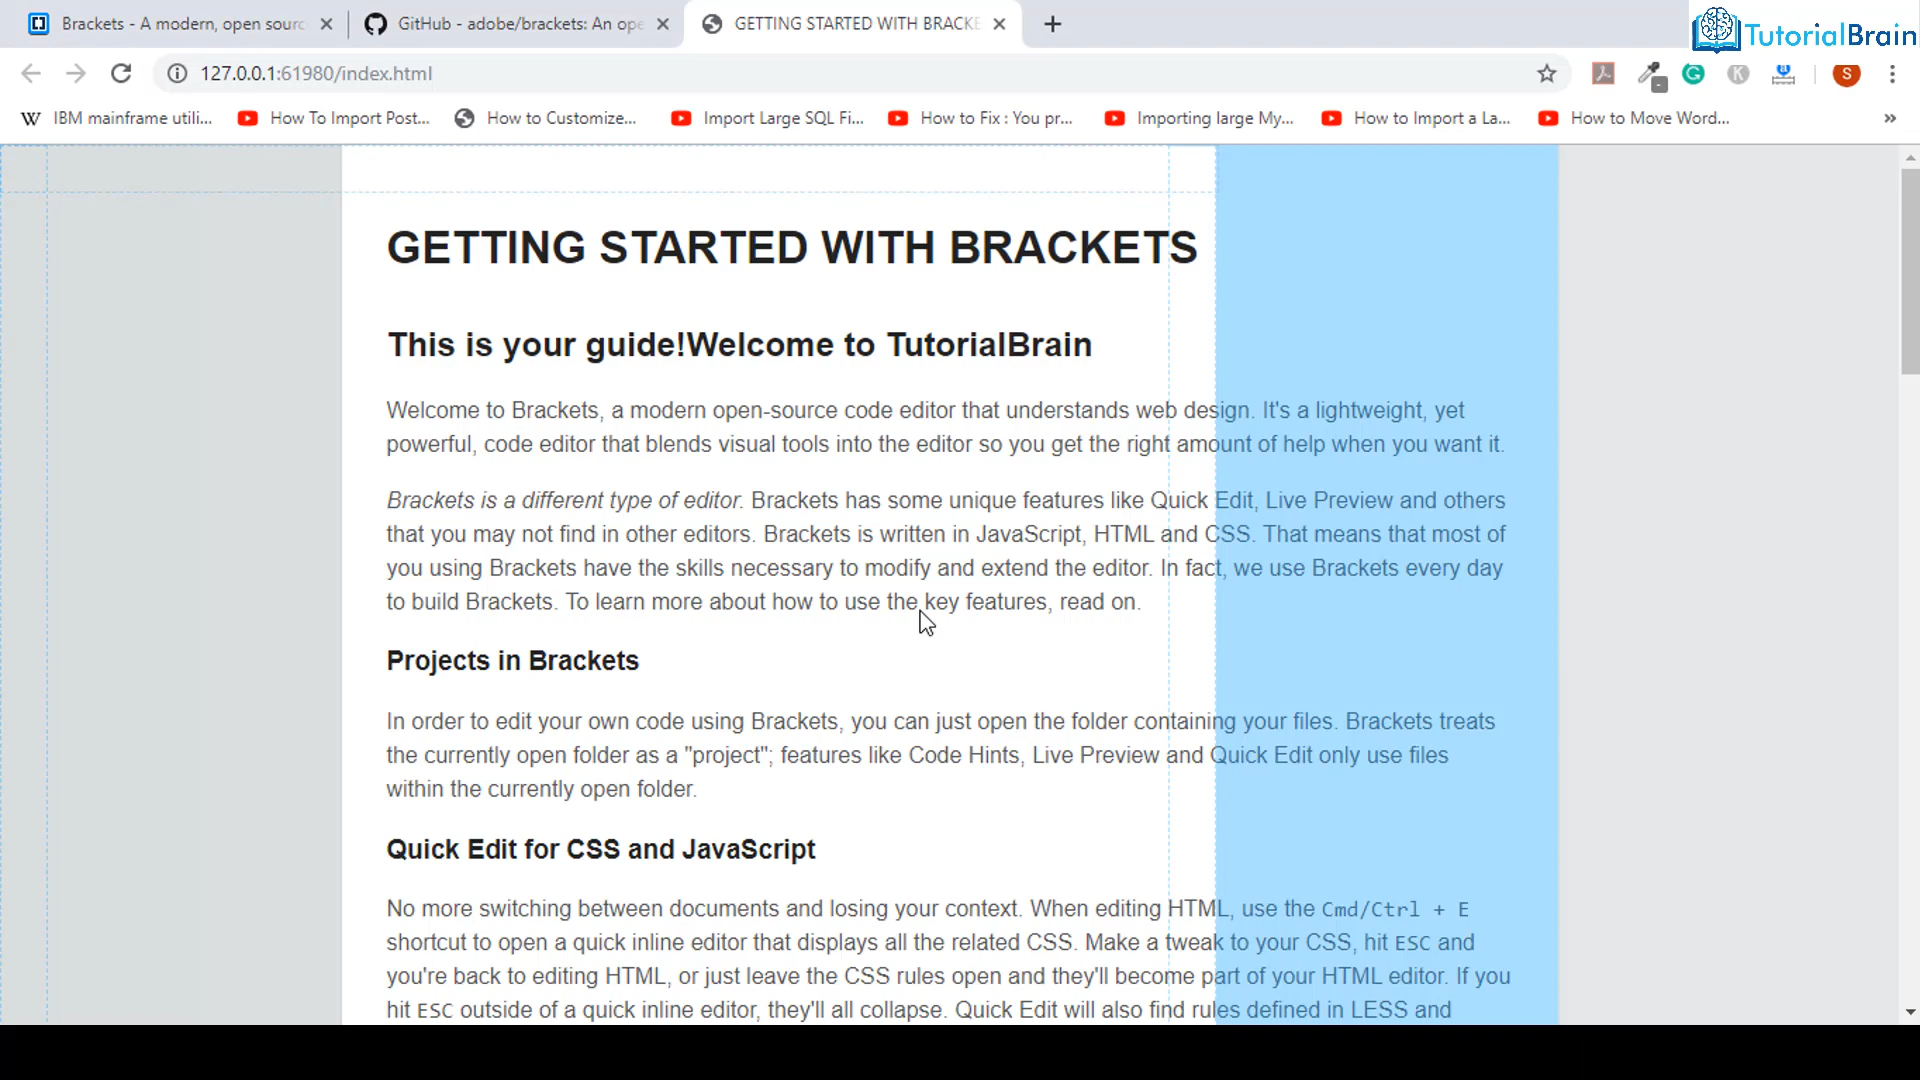 Brackets - A modern, open sourc
GitHub - adobe/brackets: An ope
GETTING STARTED WITH BRACKE
TutorialBrain
127.0.0.1:61980/index.html
S
IBM mainframe utili...
How To Import Post...
How to Customize...
Import Large SQL Fi...
How to Fix : You pr...
Importing large My...
How to Import a La...
How to Move Word...
»
GETTING STARTED WITH BRACKETS
This is your guide!Welcome to TutorialBrain
Welcome to Brackets, a modern open-source code editor that understands web design. It's a lightweight, yet
powerful, code editor that blends visual tools into the editor so you get the right amount of help when you want it.
Brackets is a different type of editor. Brackets has some unique features like Quick Edit, Live Preview and others
that you may not find in other editors. Brackets is written in JavaScript, HTML and CSS. That means that most of
you using Brackets have the skills necessary to modify and extend the editor. In fact, we use Brackets every day
to build Brackets. To learn more about how to use the key features, read on.
Projects in Brackets
In order to edit your own code using Brackets, you can just open the folder containing your files. Brackets treats
the currently open folder as a "project"; features like Code Hints, Live Preview and Quick Edit only use files
within the currently open folder.
Quick Edit for CSS and JavaScript
No more switching between documents and losing your context. When editing HTML, use the Cmd/Ctrl + E
shortcut to open a quick inline editor that displays all the related CSS. Make a tweak to your CSS, hit ESC and
you're back to editing HTML, or just leave the CSS rules open and they'll become part of your HTML editor. If you
hit ESC outside of a quick inline editor, they'll all collapse. Quick Edit will also find rules defined in LESS and